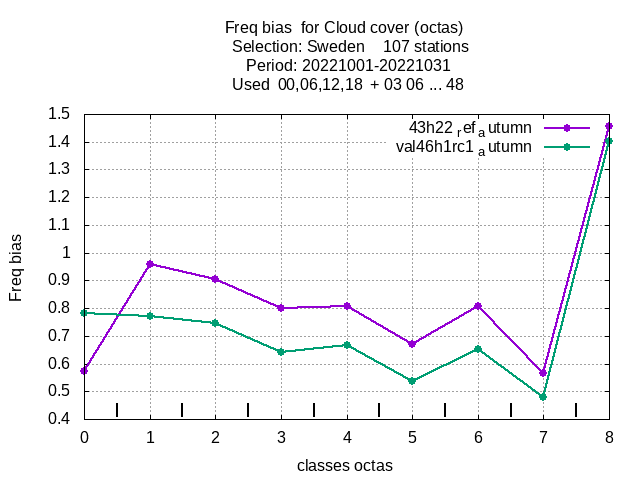 Freq bias  for Cloud cover (octas)
Selection: Sweden    107 stations
Period: 20221001-20221031
Used  00,06,12,18  + 03 06 ... 48
1.5
1.4
1.3
1.2
1.1
1
0.9
0.8
0.7
0.6
0.5
0.4
Freq bias
43h22refautumn
val46h1rc1autumn
0 1 2 3 4 5 6 7 8
classes octas